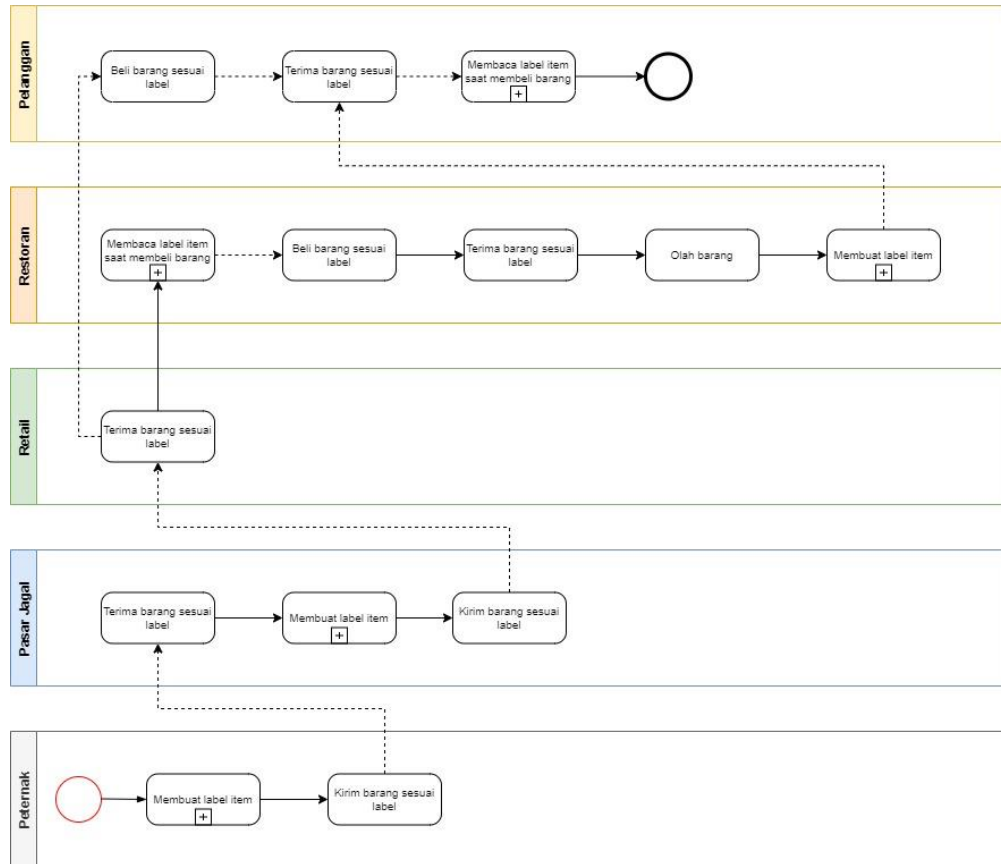 Pelanggan
Beli barang sesuai
label
Terima barang sesuai
label
Membaca label item
saat membeli barang
Restoran
Membaca label item
saat membeli barang
Beli barang sesuai
label
Terima barang sesuai
label
Olah barang
Membuat label item
Retail
Terima barang sesuai
label
Pasar Jagal
Terima barang sesuai
label
Membuat label item
Kirim barang sesuai
label
Peternak
Membuat label item
Kirim barang sesuai
label